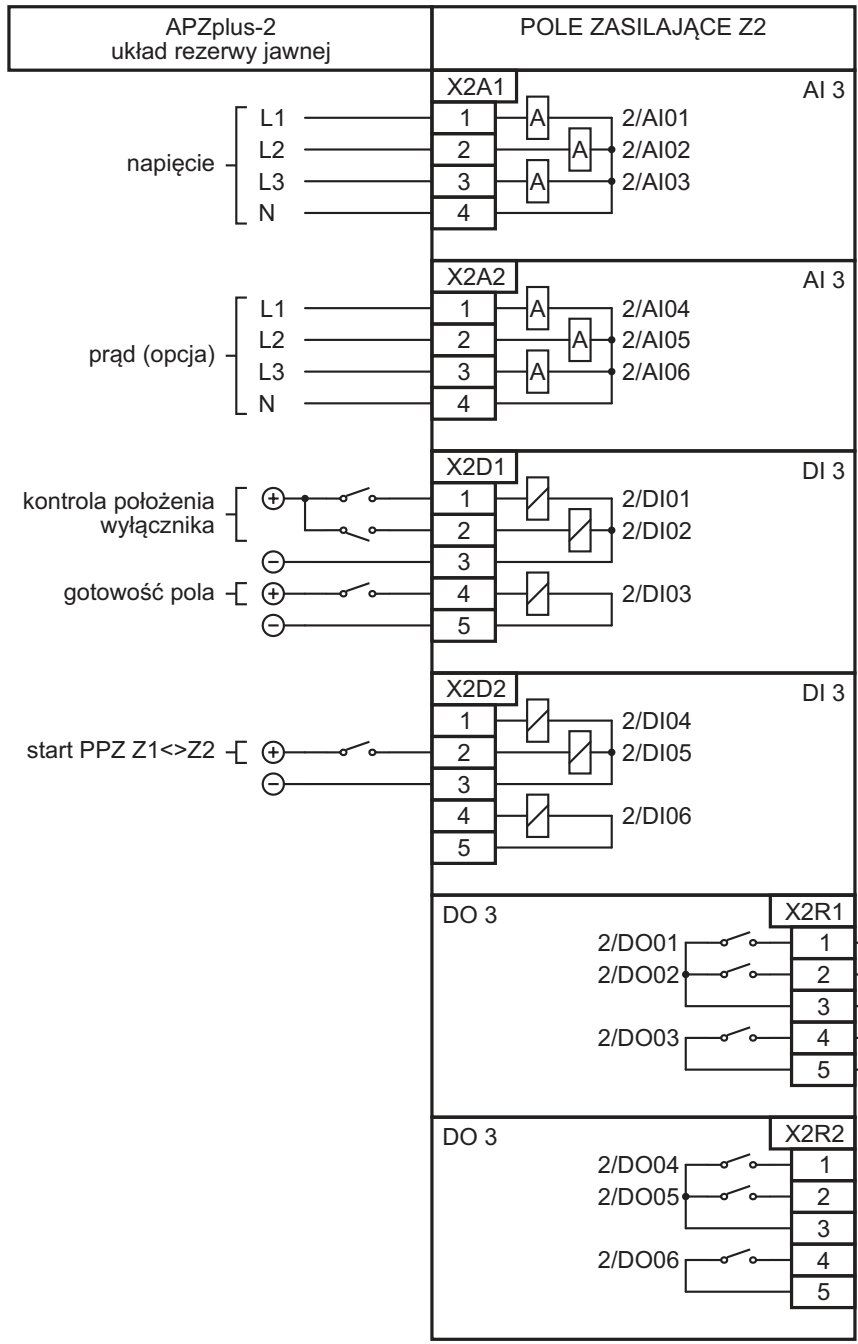 APZplus-2
układ rezerwy jawnej
POLE ZASILAJĄCE Z2
X2A1
AI 3
napięcie
L1
1
A
2/AI01
L2
2
A
2/AI02
L3
3
A
2/AI03
N
4
X2A2
AI 3
prąd (opcja)
L1
1
A
2/AI04
L2
2
A
2/AI05
L3
3
A
2/AI06
N
4
X2D1
DI 3
kontrola położenia
wyłącznika
+
1
2/DI01
2
2/DI02
−
3
gotowość pola
+
4
2/DI03
−
5
X2D2
DI 3
1
2/DI04
start PPZ Z1<>Z2
+
2
2/DI05
−
3
4
2/DI06
5
DO 3
X2R1
2/DO01
1
2/DO02
2
3
2/DO03
4
5
DO 3
X2R2
2/DO04
1
2/DO05
2
3
2/DO06
4
5